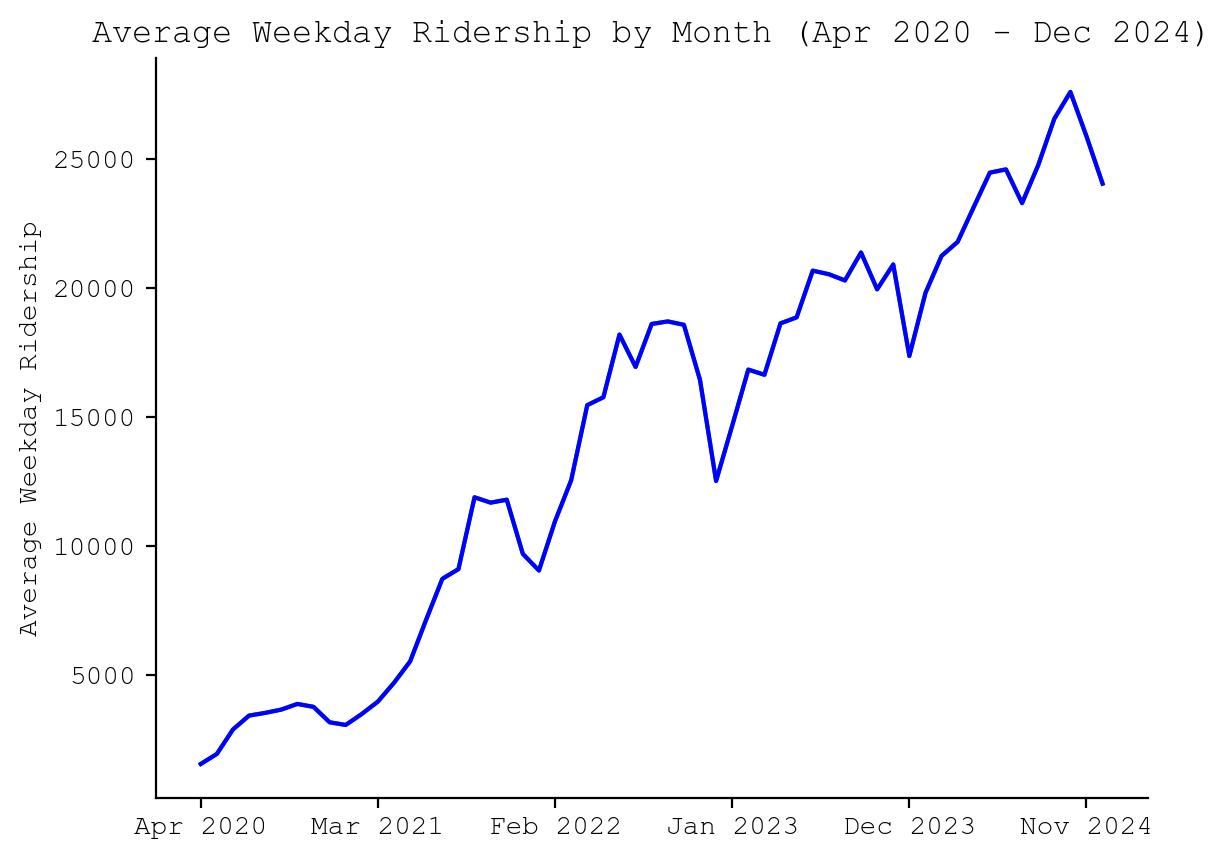 Average Weekday Ridership by Month (Apr 2020 - Dec 2024)
Average Weekday Ridership
25000
20000
15000
10000
5000
Apr 2020 Mar 2021 Feb 2022 Jan 2023 Dec 2023 Nov 2024